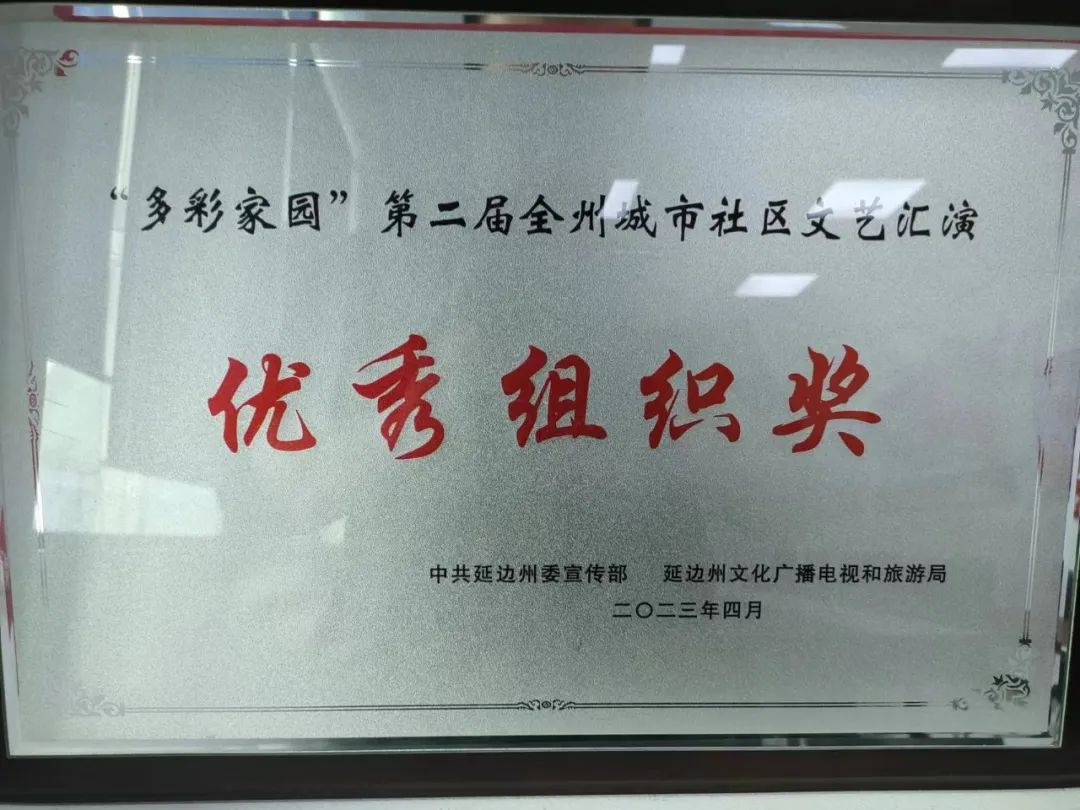 “多彩家园”第二届全州城市社区文艺汇演
优秀组织奖
中共延边州委宣传部 延边州文化广播电视和旅游局
二〇二三年四月